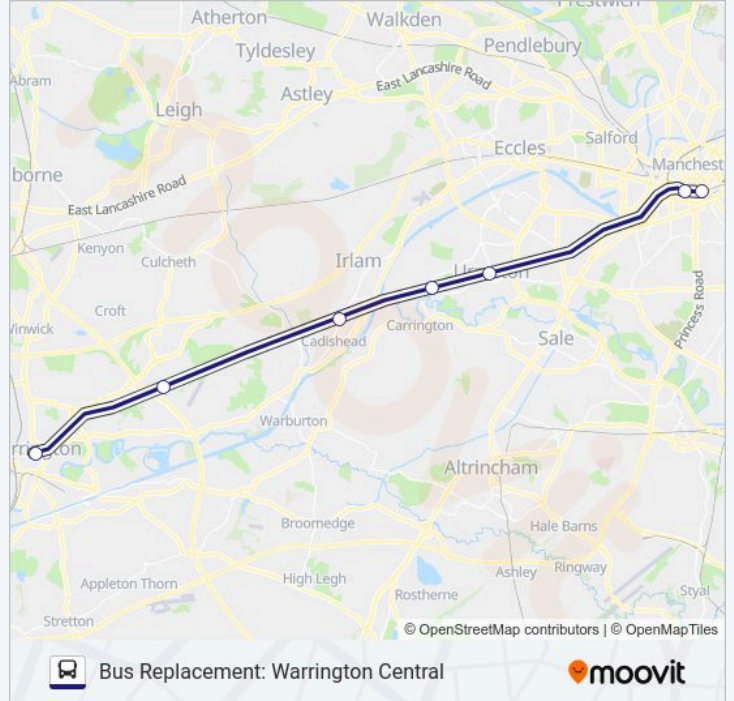 Prestwich
Atherton
Walkden
Pendlebury
Tyldesley
East Lancashire Road
Abram
Astley
Leigh
Salford
Eccles
Manchest
borne
East Lancashire Road
Kenyon
Culcheth
Irlam
Croft
Carrington
Princess Road
Winwick
Cadishead
Sale
Warburton
Altrincham
Broomedge
Hale Barns
High Legh
Ashley
Ringway
Appleton Thorn
Rostherne
Styal
Stretton
© OpenStreetMap contributors | © OpenMapTiles
Bus Replacement: Warrington Central
moovit